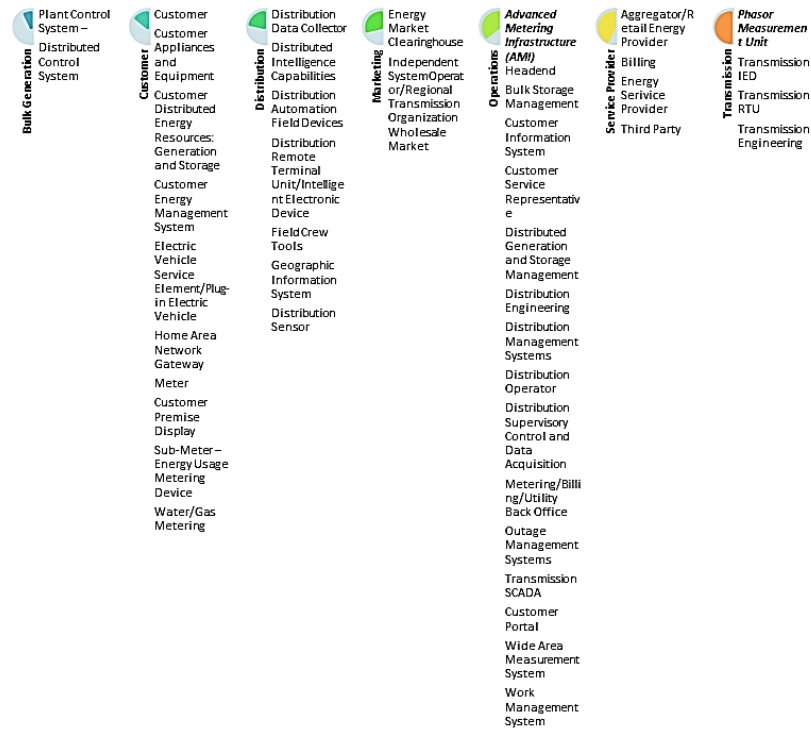 Bulk Generation
Plant Control
System –
Distributed
Control
System
Customer
Customer
Customer
Appliances
and
Equipment
Customer
Distributed
Energy
Resources:
Generation
and Storage
Customer
Energy
Management
System
Electric
Vehicle
Service
Element/Plug-
in Electric
Vehicle
Home Area
Network
Gateway
Meter
Customer
Premise
Display
Sub-Meter –
Energy Usage
Metering
Device
Water/Gas
Metering
Distribution
Distribution
Data Collector
Distributed
Intelligence
Capabilities
Distribution
Automation
Field Devices
Distribution
Remote
Terminal
Unit/Intellige
nt Electronic
Device
Field Crew
Tools
Geographic
Information
System
Distribution
Sensor
Marketing
Energy
Market
Clearinghouse
Independent
System Operat
or/Regional
Transmission
Organization
Wholesale
Market
Operations
Advanced
Metering
Infrastructure
(AMI)
Headend
Bulk Storage
Management
Customer
Information
System
Customer
Service
Representativ
e
Distributed
Generation
and Storage
Management
Distribution
Engineering
Distribution
Management
Systems
Distribution
Operator
Distribution
Supervisory
Control and
Data
Acquisition
Metering/Billi
ng/Utility
Back Office
Outage
Management
Systems
Transmission
SCADA
Customer
Portal
Wide Area
Measurement
System
Work
Management
System
Service Provider
Aggregator/R
etail Energy
Provider
Billing
Energy
Service
Provider
Third Party
Transmission
Phasor
Measuremen
t Unit
Transmission
IED
Transmission
RTU
Transmission
Engineering